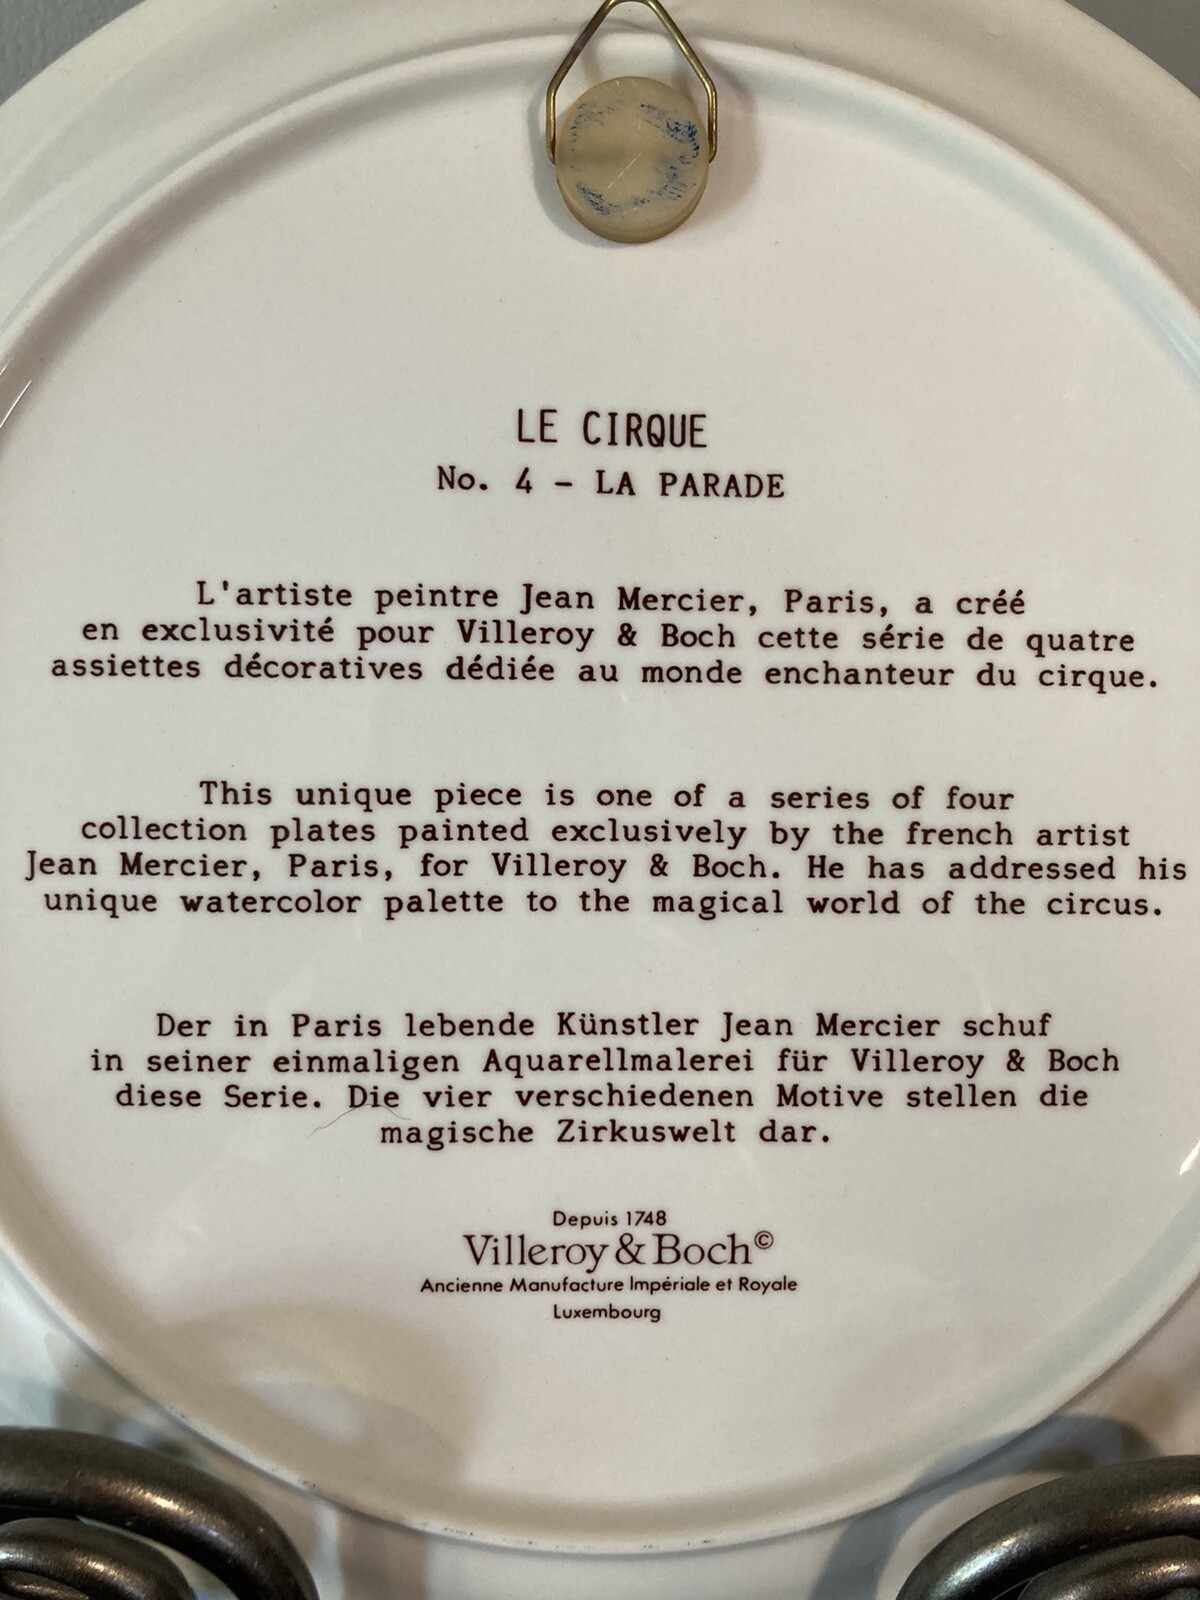 LE CIRQUE
No. 4 - LA PARADE
L'artiste peintre Jean Mercier, Paris, a créé
en exclusivité pour Villeroy & Boch cette série de quatre
assiettes décoratives dédiée au monde enchanteur du cirque.
This unique piece is one of a series of four
collection plates painted exclusively by the french artist
Jean Mercier, Paris, for Villeroy & Boch. He has addressed his
unique watercolor palette to the magical world of the circus.
Der in Paris lebende Künstler Jean Mercier schuf
in seiner einmaligen Aquarellmalerei für Villeroy & Boch
diese Serie. Die vier verschiedenen Motive stellen die
magische Zirkuswelt dar.
Depuis 1748
Villeroy & Boch©
Ancienne Manufacture Impériale et Royale
Luxembourg